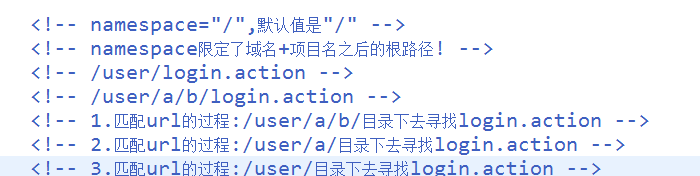 <!-- namespace="/",默认值是"/" -->
<!-- namespace限定了域名+项目名之后的根路径! -->
<!-- /user/login.action -->
<!-- /user/a/b/login.action -->
<!-- 1.匹配url的过程:/user/a/b/目录下去寻找login.action -->
<!-- 2.匹配url的过程:/user/a/目录下去寻找login.action -->
<!-- 3.匹配url的过程:/user/目录下去寻找login.action -->